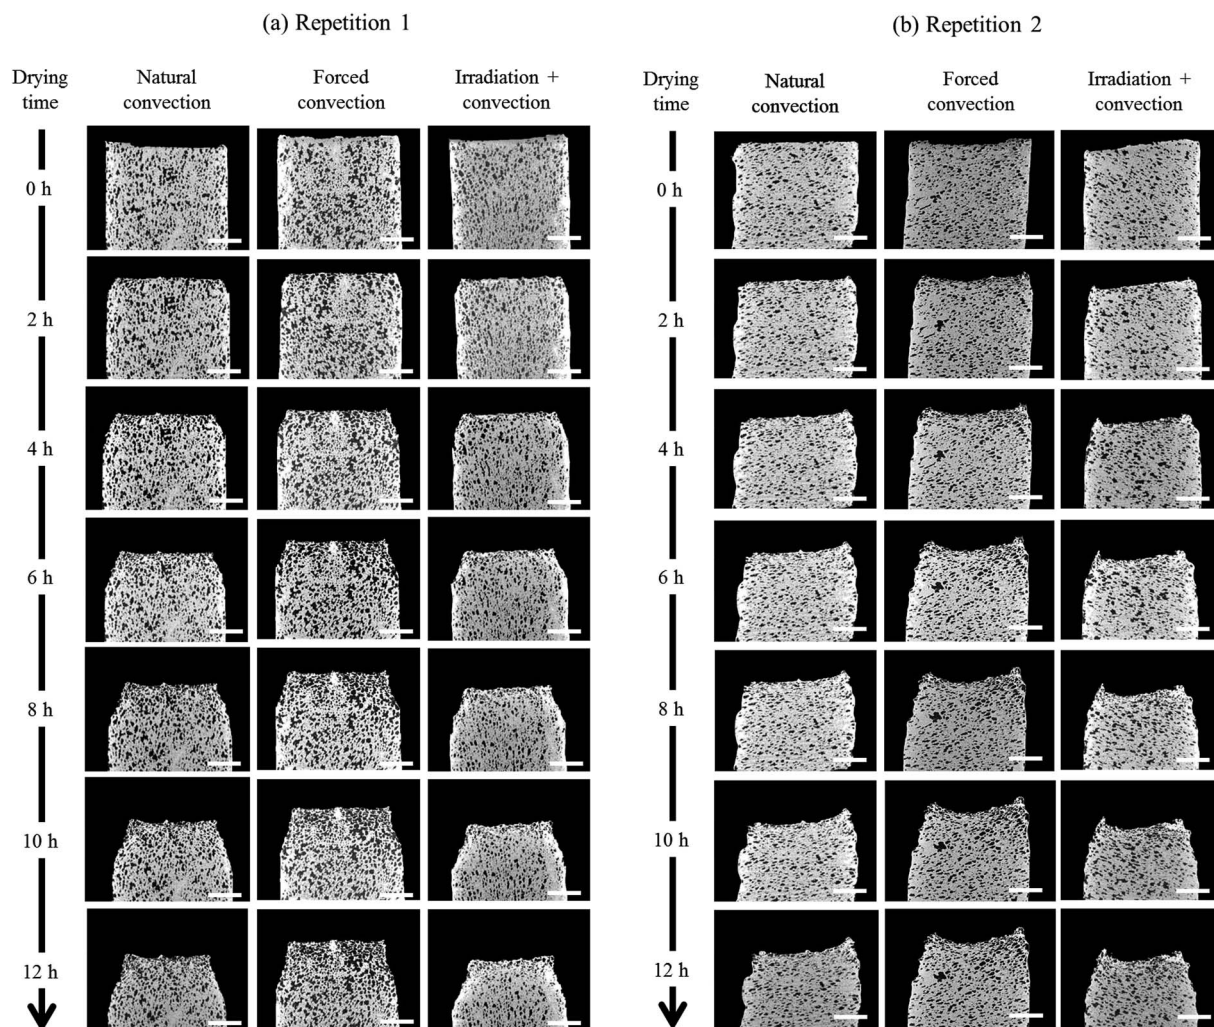 (a) Repetition 1
(b) Repetition 2
Drying time
Natural convection
Forced convection
Irradiation + convection
Drying time
Natural convection
Forced convection
Irradiation + convection
0 h
0 h
2 h
2 h
4 h
4 h
6 h
6 h
8 h
8 h
10 h
10 h
12 h
12 h